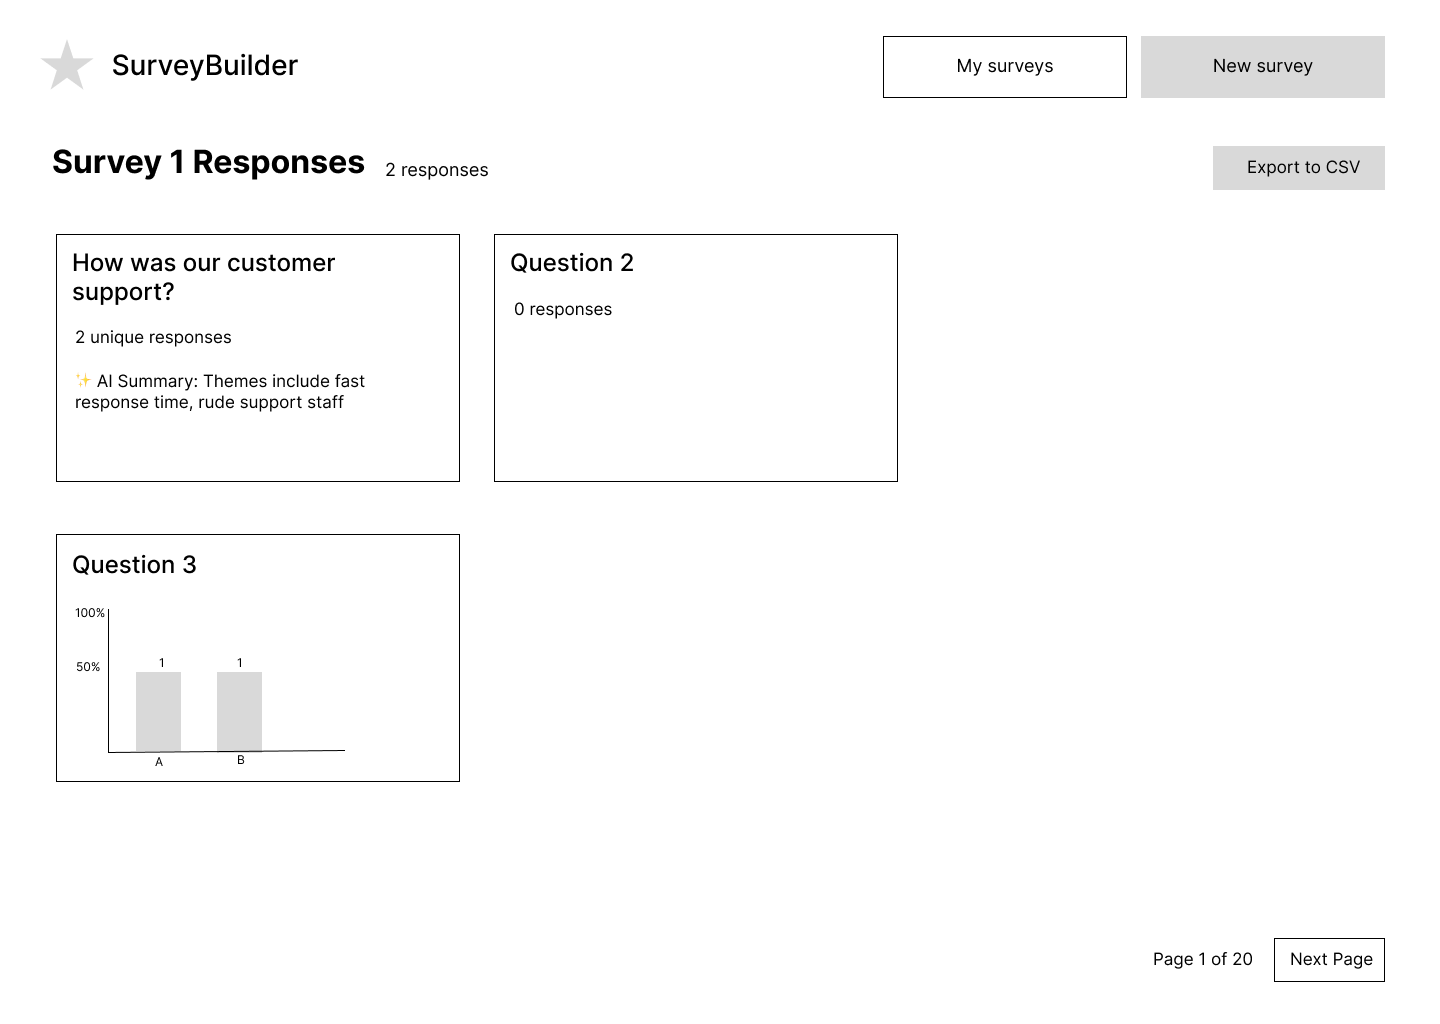 SurveyBuilder
My surveys
New survey
Survey 1 Responses
2 responses
Export to CSV
How was our customer
support?
2 unique responses
✨ AI Summary: Themes include fast
response time, rude support staff
Question 2
0 responses
Question 3
100%
50%
1
1
A
B
Page 1 of 20
Next Page